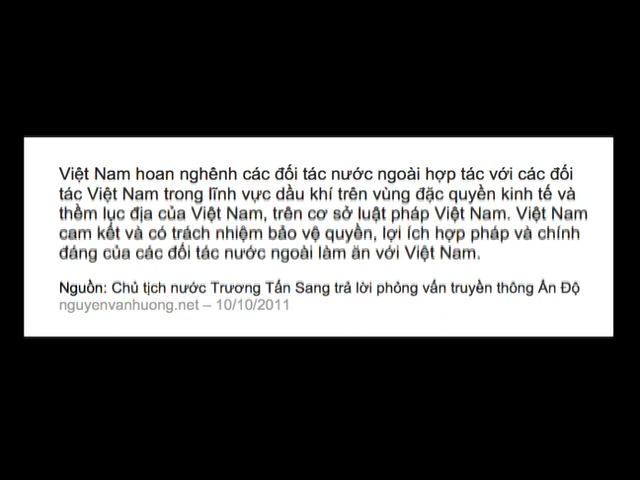 Việt Nam hoan nghênh các đối tác nước ngoài hợp tác với các đối
tác Việt Nam trong lĩnh vực dầu khí trên vùng đặc quyền kinh tế và
thềm lục địa của Việt Nam, trên cơ sở luật pháp Việt Nam. Việt Nam
cam kết và có trách nhiệm bảo vệ quyền, lợi ích hợp pháp và chính
đáng của các đối tác nước ngoài làm ăn với Việt Nam.
Nguồn: Chủ tịch nước Trương Tấn Sang trả lời phỏng vấn truyền thông Ấn Độ
nguyenvanhuong.net – 10/10/2011